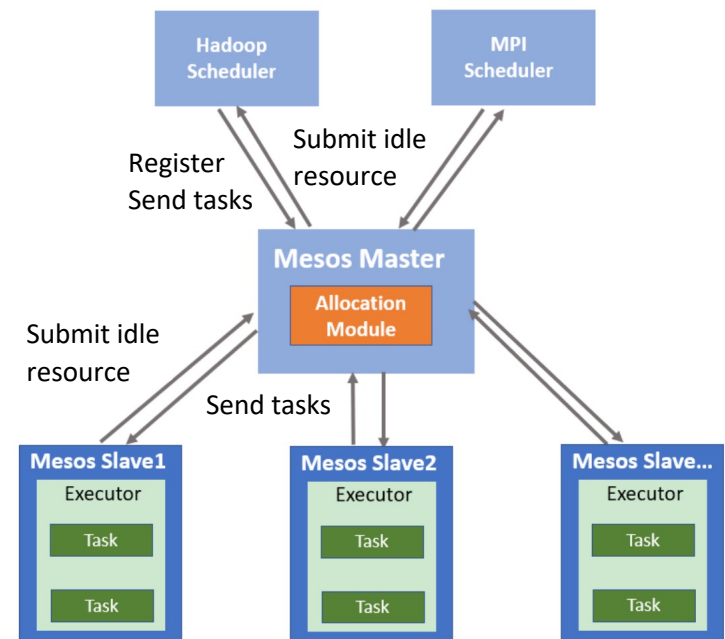 Hadoop
Scheduler
MPI
Scheduler
Register
Send tasks
Submit idle
resource
Mesos Master
Allocation
Module
Submit idle
resource
Send tasks
Mesos Slave1
Executor
Task
Task
Mesos Slave2
Executor
Task
Task
Mesos Slave...
Executor
Task
Task